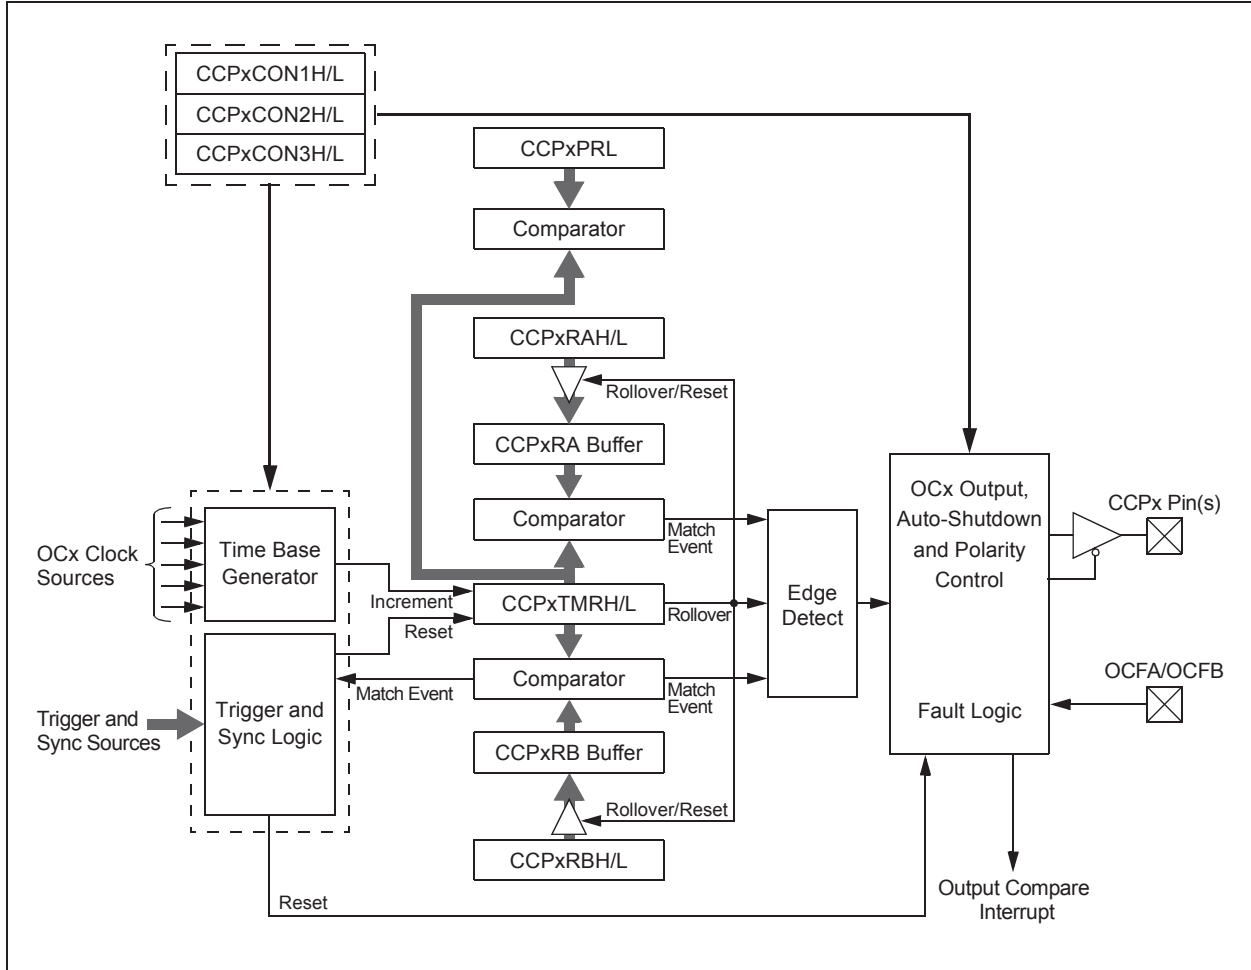 CCPxCON1H/L
CCPxCON2H/L
CCPxCON3H/L
CCPxPRL
Comparator
CCPxRAH/L
Rollover/Reset
CCPxRA Buffer
Comparator
Match
Event
OCx Clock
Sources
Time Base
Generator
Increment
Reset
CCPxTMRH/L
Rollover
Edge
Detect
OCx Output,
Auto-Shutdown
and Polarity
Control
Fault Logic
CCPx Pin(s)
OCFA/OCFB
Trigger and
Sync Sources
Trigger and
Sync Logic
Match Event
Comparator
Match
Event
CCPxRB Buffer
Rollover/Reset
CCPxRBH/L
Reset
Output Compare
Interrupt